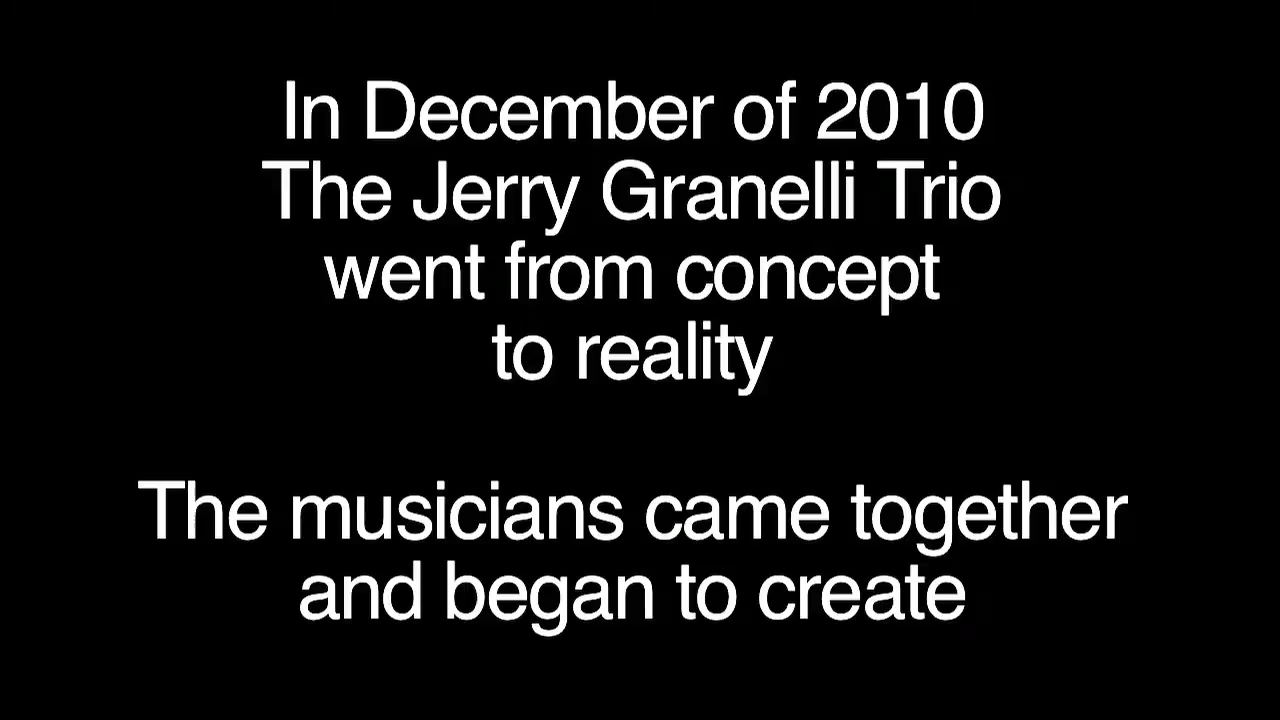 In December of 2010
The Jerry Granelli Trio
went from concept
to reality
The musicians came together
and began to create